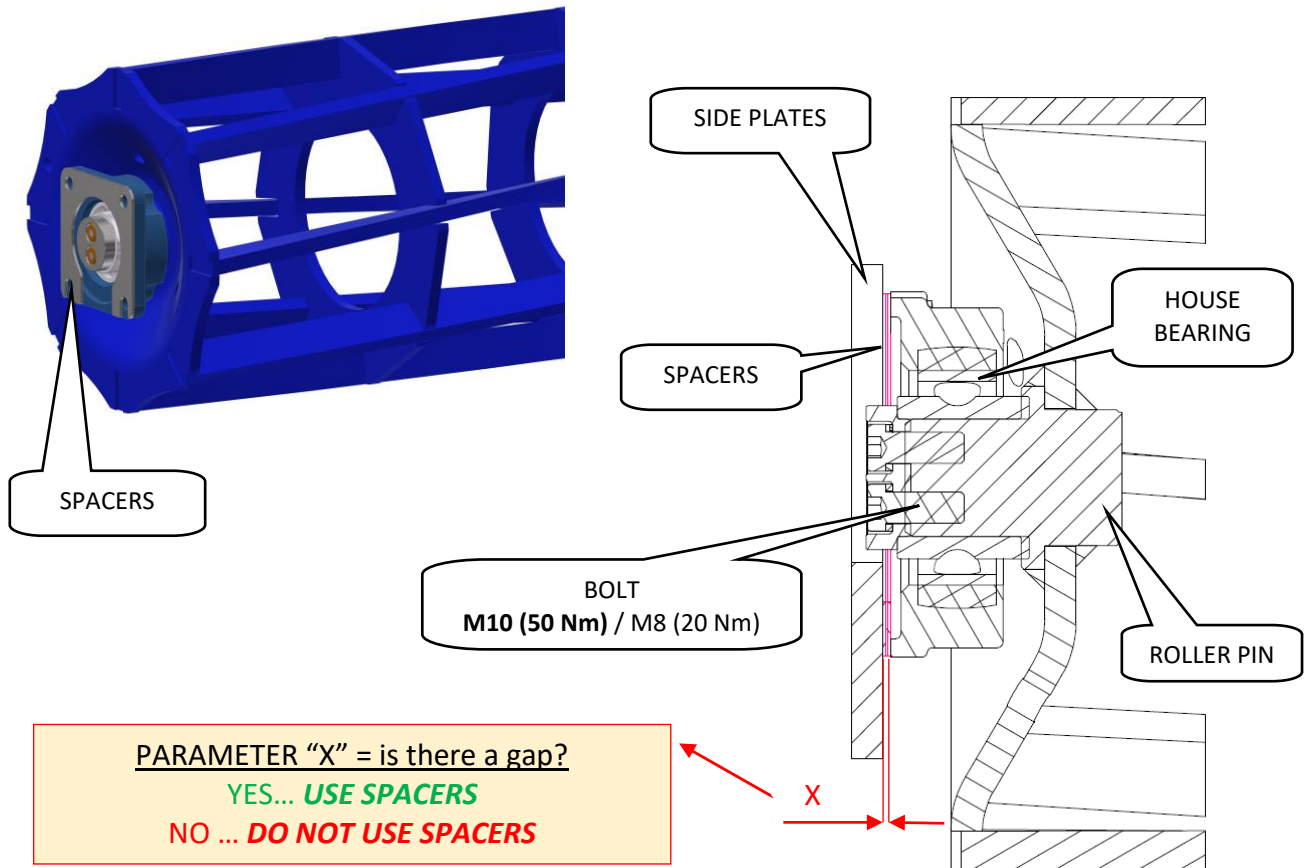 SIDE PLATES
HOUSE
BEARING
SPACERS
SPACERS
BOLT
M10 (50 Nm) / M8 (20 Nm)
ROLLER PIN
PARAMETER “X” = is there a gap?
YES... USE SPACERS
NO ... DO NOT USE SPACERS
X